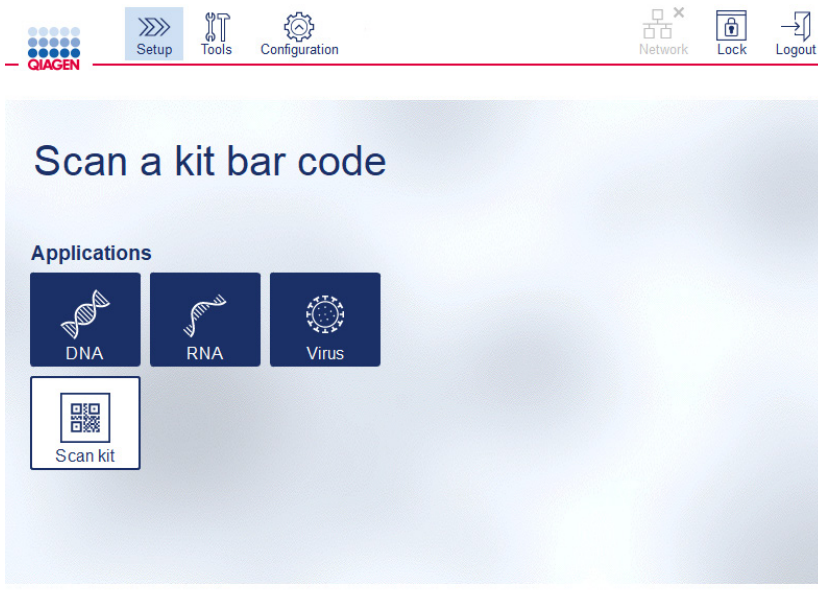 Setup
Tools
Configuration
Network
Lock
Logout
QIAGEN
Scan a kit bar code
Applications
DNA
RNA
Virus
Scan kit